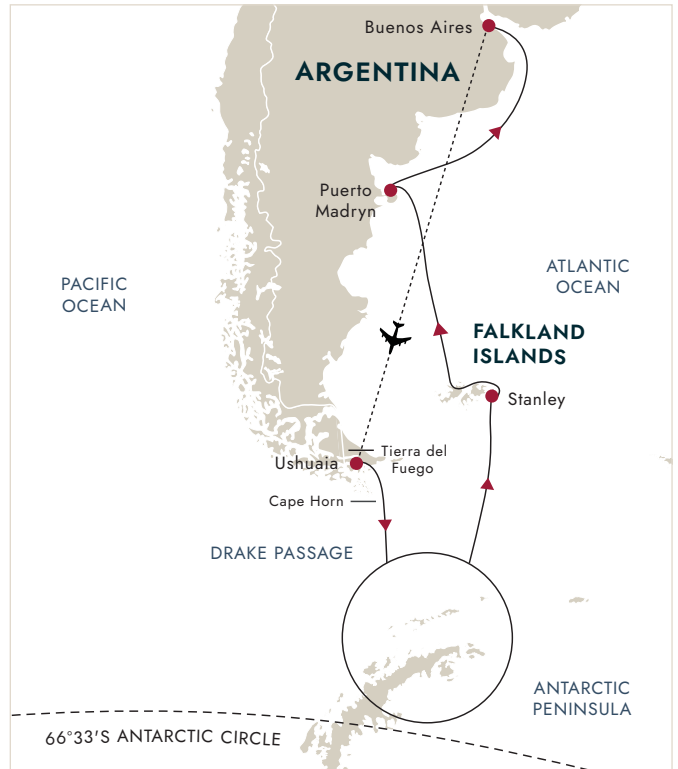 Buenos Aires
ARGENTINA
Puerto
Madryn
PACIFIC
OCEAN
ATLANTIC
OCEAN
FALKLAND
ISLANDS
Stanley
Tierra del
Fuego
Ushuaia
Cape Horn
DRAKE PASSAGE
ANTARCTIC
PENINSULA
66°33'S ANTARCTIC CIRCLE